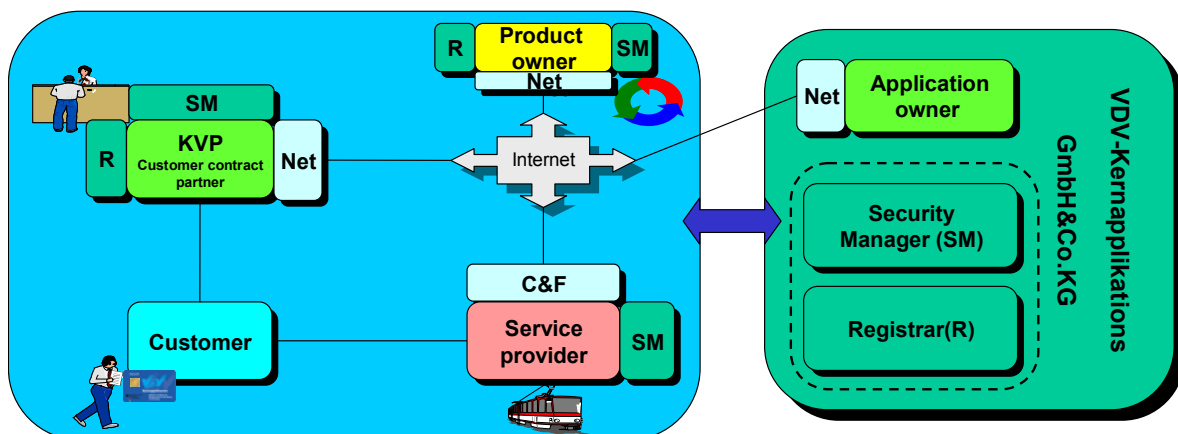 R
Product
owner
SM
Net
SM
R
KVP
Customer contract
partner
Net
Internet
C&F
Service
provider
SM
Customer
Net
Application
owner
Security
Manager (SM)
Registrar(R)
VDV-Kernapplikations
GmbH&Co.KG